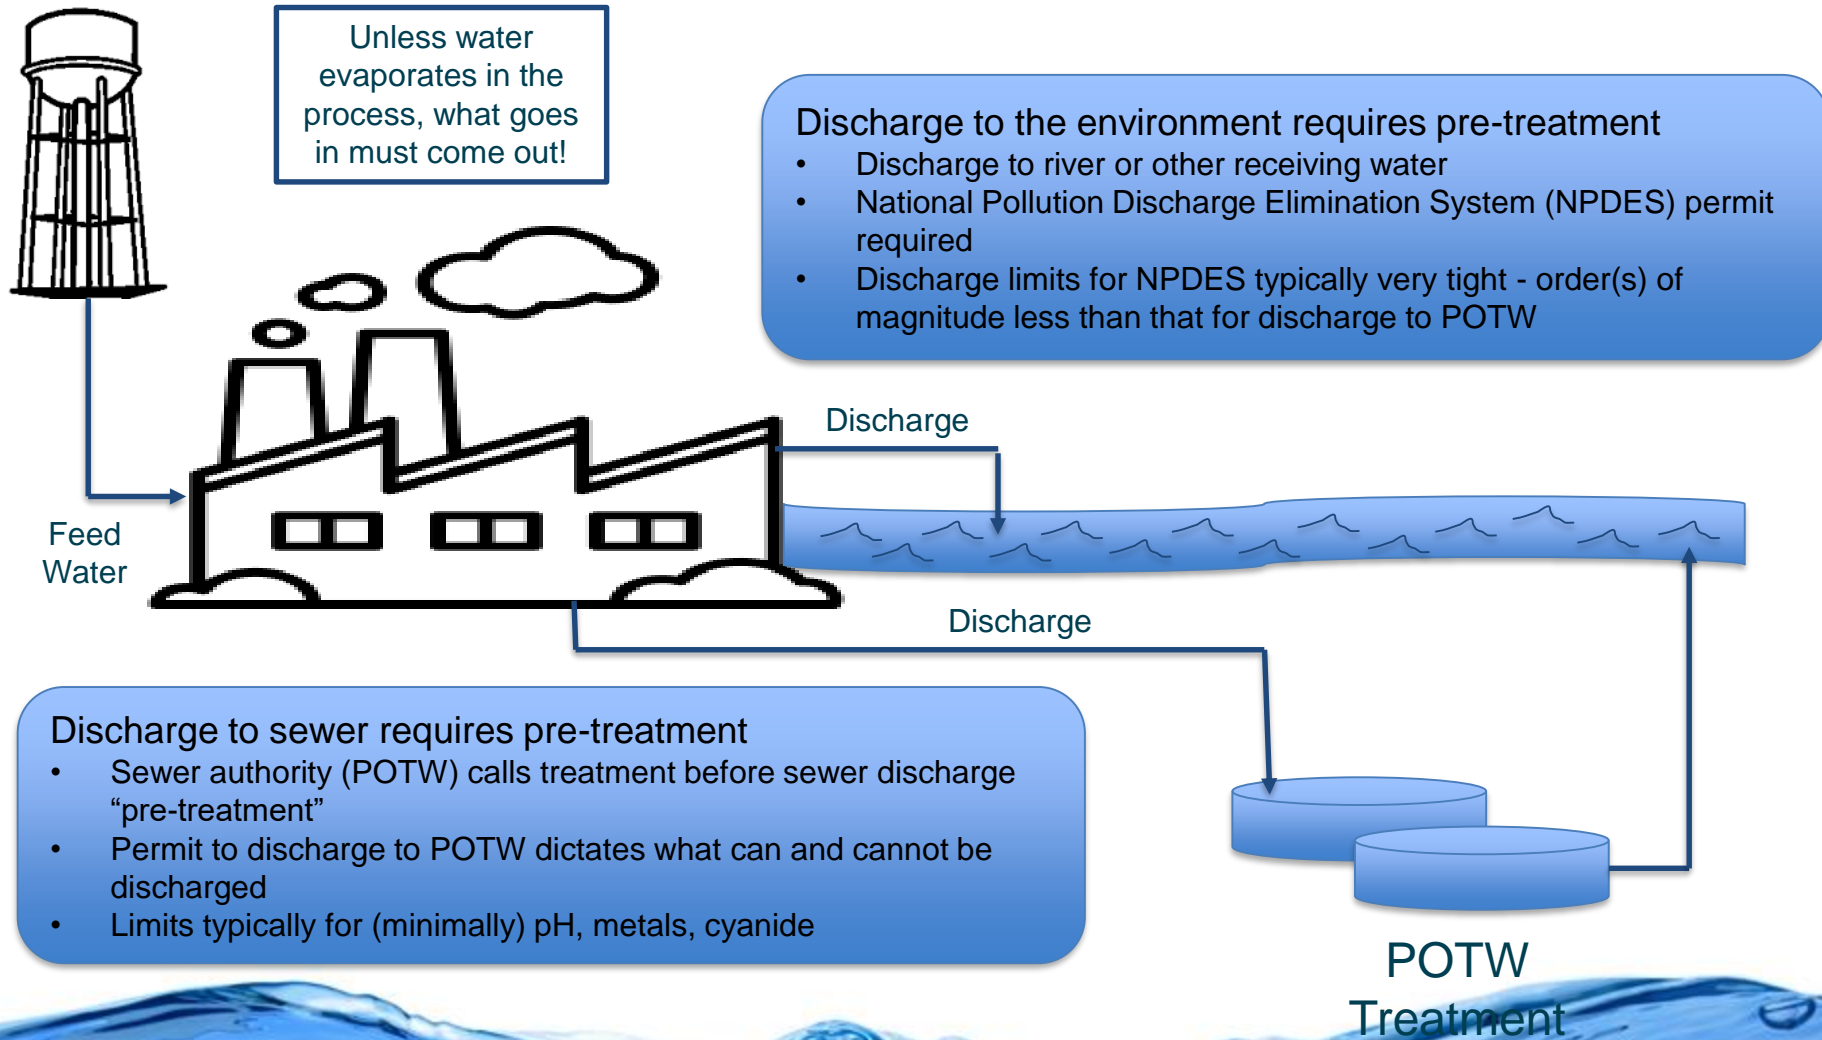 Unless water
evaporates in the
process, what goes
in must come out!
Discharge to the environment requires pre-treatment
• Discharge to river or other receiving water
• National Pollution Discharge Elimination System (NPDES) permit
required
• Discharge limits for NPDES typically very tight - order(s) of
magnitude less than that for discharge to POTW
Discharge
Feed
Water
Discharge
Discharge to sewer requires pre-treatment
• Sewer authority (POTW) calls treatment before sewer discharge
“pre-treatment”
• Permit to discharge to POTW dictates what can and cannot be
discharged
• Limits typically for (minimally) pH, metals, cyanide
POTW
Treatment